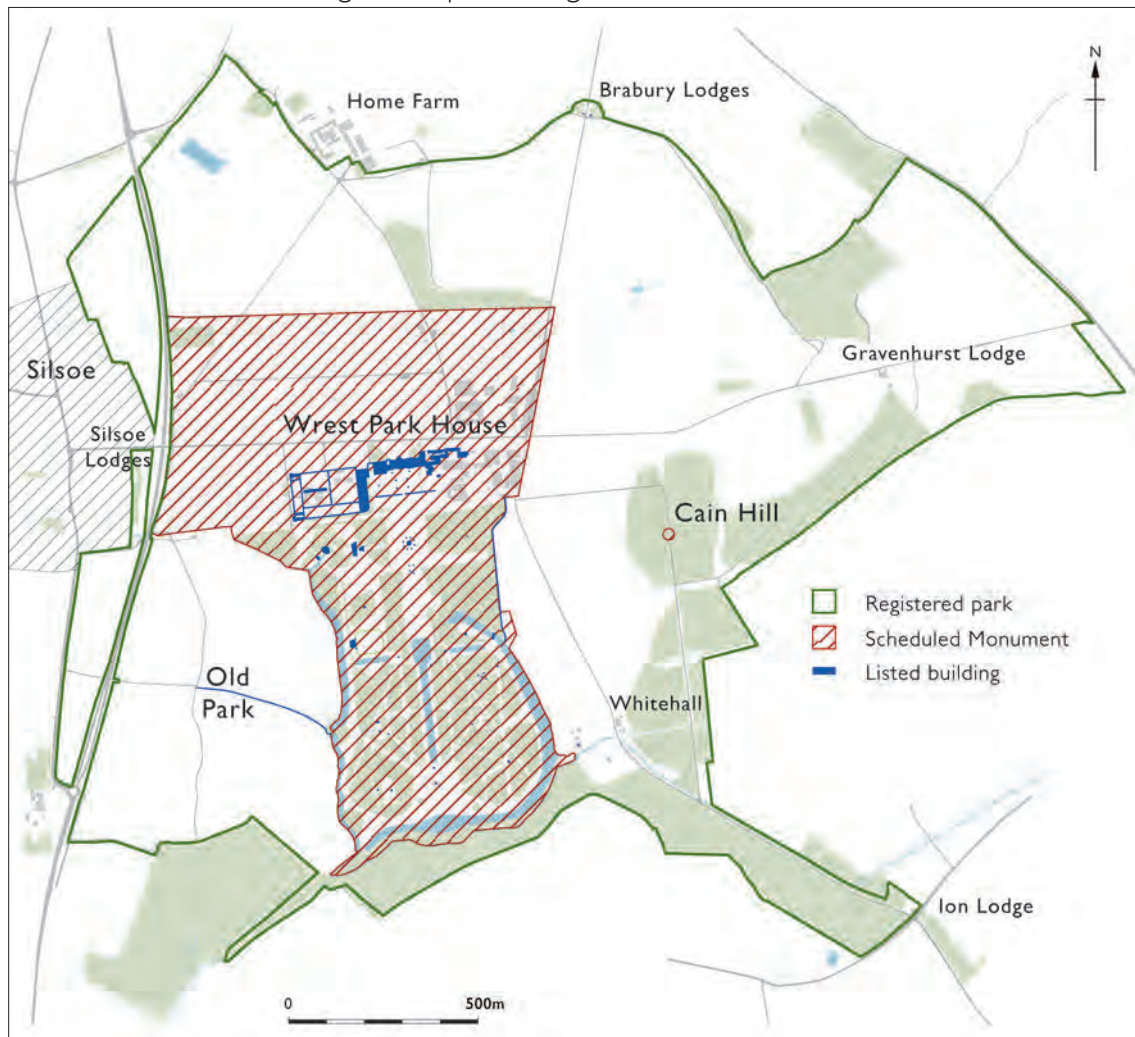 N
Home Farm
Brabury Lodges
Gravenhurst Lodge
Silsoe
Silsoe
Lodges
Wrest Park House
Cain Hill
Registered park
Scheduled Monument
Listed building
Old
Park
Whitehall
Ion Lodge
0
500m